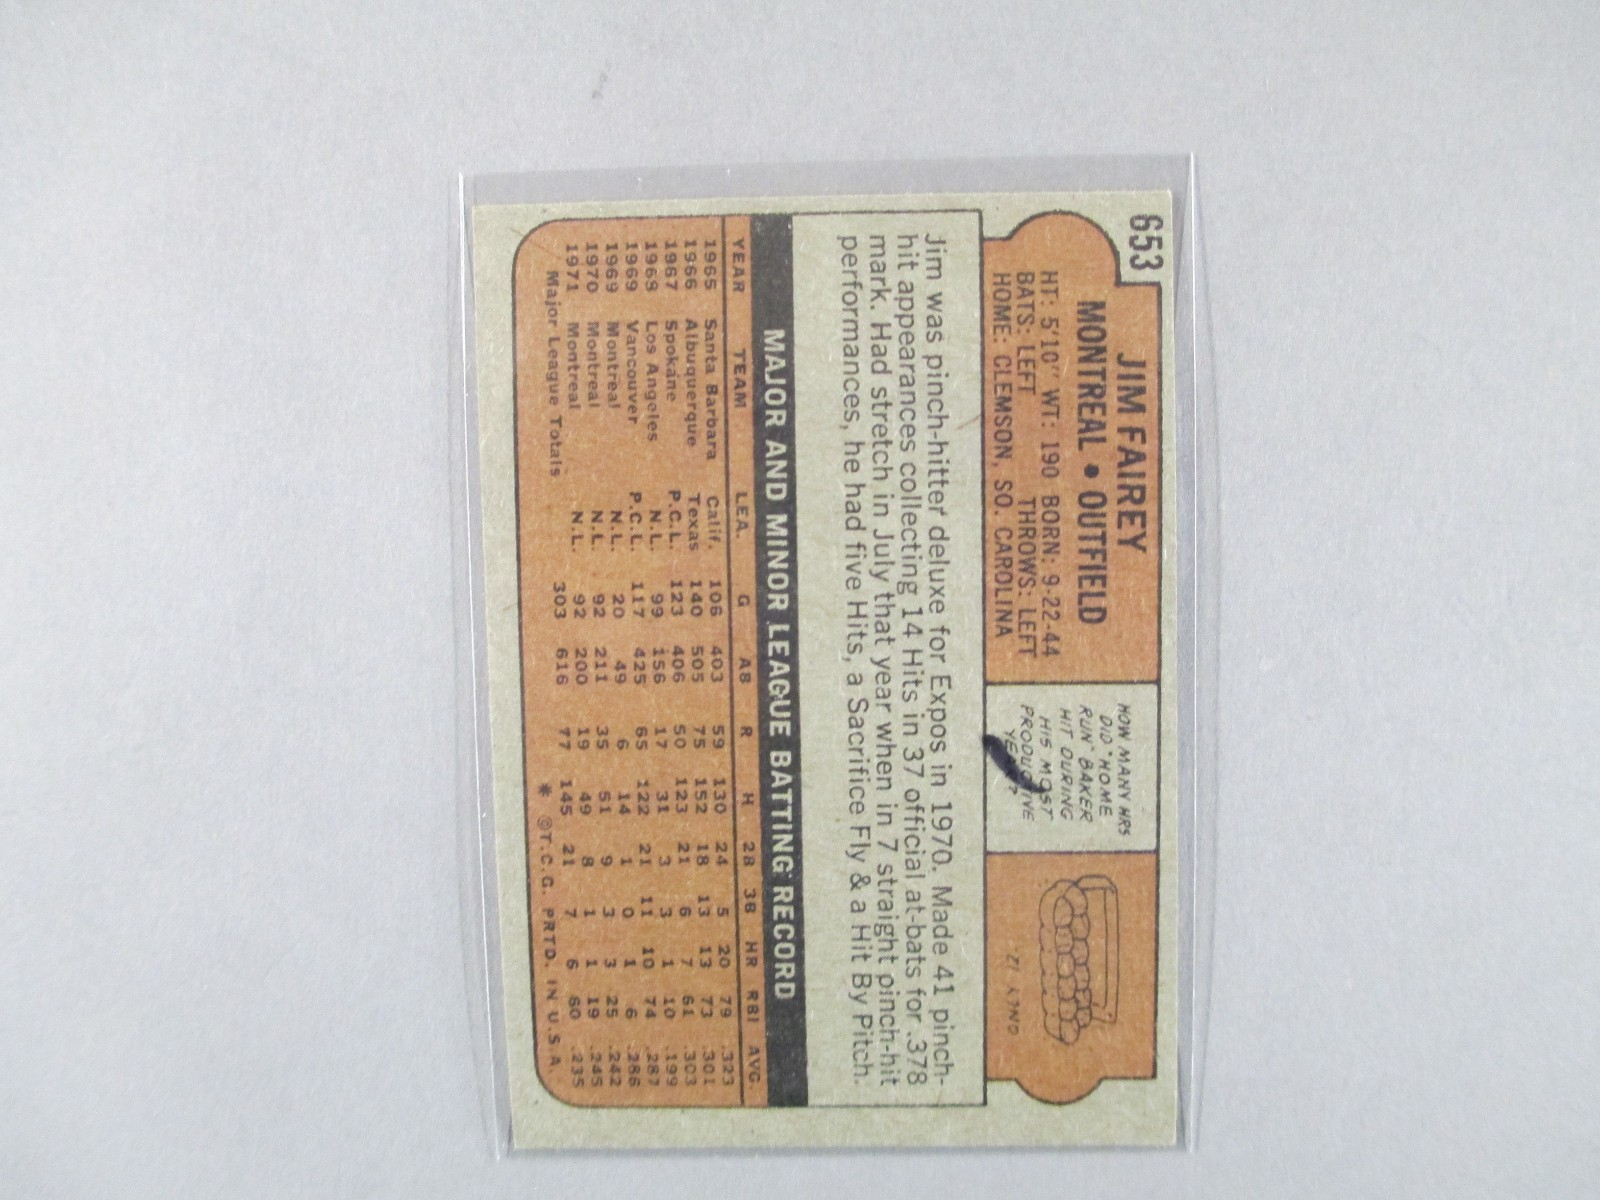 653
JIM FAIREY
MONTREAL • OUTFIELD
HT: 5'10" WT: 190 BORN: 9-22-44
BATS: LEFT THROWS: LEFT
HOME: CLEMSON, SO. CAROLINA
HOW MANY HRS
DID "HOME
RUN" BAKER
HIT DURING
HIS MOST
PRODUCTIVE
YEAR?
ONLY 12.
Jim was pinch-hitter deluxe for Expos in 1970. Made 41 pinch-
hit appearances collecting 14 Hits in 37 official at-bats for .378
mark. Had stretch in July that year when in 7 straight pinch-hit
performances, he had five Hits, a Sacrifice Fly & a Hit By Pitch.
MAJOR AND MINOR LEAGUE BATTING RECORD
YEAR TEAM LEA. G AB R H 2B 3B HR RBI AVG.
1965 Santa Barbara Calif. 106 403 59 130 24 5 20 79 .323
1966 Albuquerque Texas 140 505 75 152 18 13 13 73 .301
1967 Spokane P.C.L. 123 406 50 123 21 6 7 61 .303
1969 Los Angeles N.L. 99 156 17 31 3 3 1 10 .199
1969 Vancouver P.C.L. 117 425 65 122 21 11 10 74 .287
1969 Montreal N.L. 20 49 6 14 1 0 1 6 .286
1970 Montreal N.L. 92 211 35 51 9 3 3 25 .242
1971 Montreal N.L. 92 200 19 49 8 1 1 19 .245
Major League Totals 303 616 77 145 21 7 6 60 .235
* ©T.C.G. PRTD. IN U.S.A.